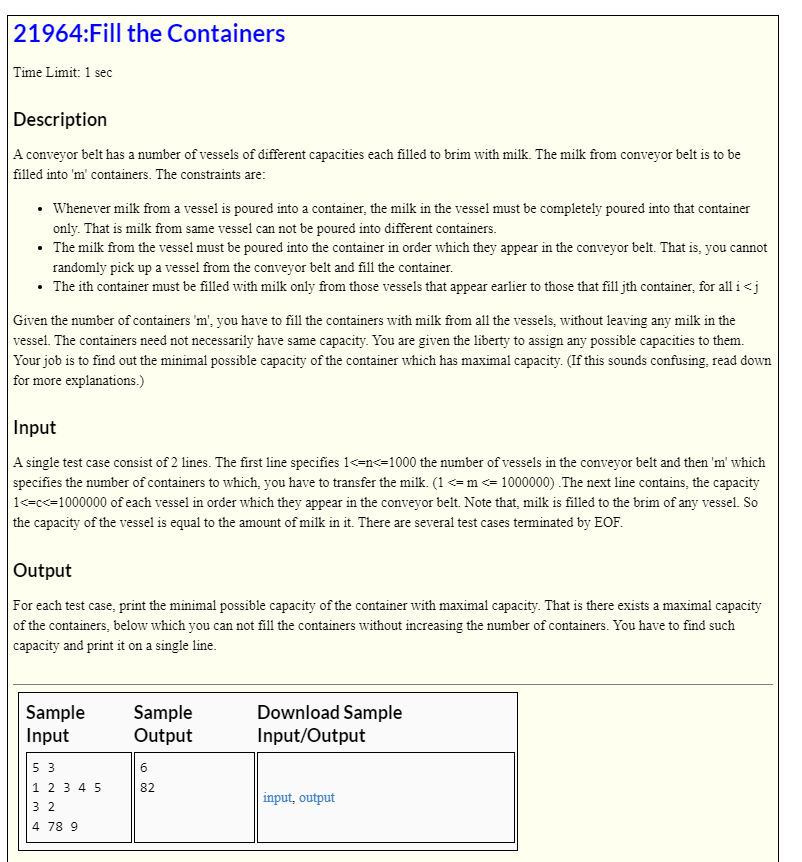 21964:Fill the Containers
Time Limit: 1 sec
Description
A conveyor belt has a number of vessels of different capacities each filled to brim with milk. The milk from conveyor belt is to be
filled into 'm' containers. The constraints are:
• Whenever milk from a vessel is poured into a container, the milk in the vessel must be completely poured into that container
only. That is milk from same vessel can not be poured into different containers.
• The milk from the vessel must be poured into the container in order which they appear in the conveyor belt. That is, you cannot
randomly pick up a vessel from the conveyor belt and fill the container.
• The ith container must be filled with milk only from those vessels that appear earlier to those that fill jth container, for all i < j
Given the number of containers 'm', you have to fill the containers with milk from all the vessels, without leaving any milk in the
vessel. The containers need not necessarily have same capacity. You are given the liberty to assign any possible capacities to them.
Your job is to find out the minimal possible capacity of the container which has maximal capacity. (If this sounds confusing, read down
for more explanations.)
Input
A single test case consist of 2 lines. The first line specifies 1<=n<=1000 the number of vessels in the conveyor belt and then 'm' which
specifies the number of containers to which, you have to transfer the milk. (1 <= m <= 1000000) .The next line contains, the capacity
1<=c<=1000000 of each vessel in order which they appear in the conveyor belt. Note that, milk is filled to the brim of any vessel. So
the capacity of the vessel is equal to the amount of milk in it. There are several test cases terminated by EOF.
Output
For each test case, print the minimal possible capacity of the container with maximal capacity. That is there exists a maximal capacity
of the containers, below which you can not fill the containers without increasing the number of containers. You have to find such
capacity and print it on a single line.
Sample
Input
Sample
Output
Download Sample
Input/Output
5 3
1 2 3 4 5
3 2
4 78 9
6
82
input, output